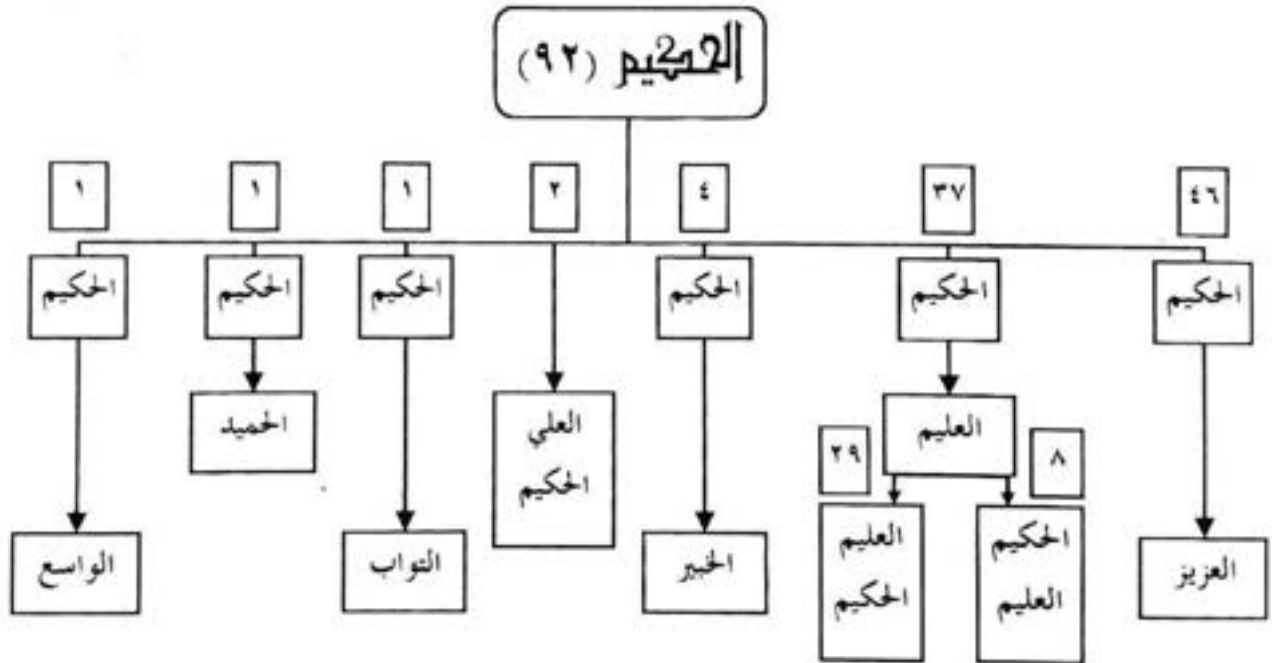 الحكيم (٩٢)
٤٦
٣٧
٤
٢
١
١
١
الحكيم
الحكيم
الحكيم
الحكيم
الحكيم
الحكيم
العليم
العلي
الحكيم
الحميد
٨
٢٩
الحكيم
العليم
العليم
الحكيم
العزيز
الخبير
التواب
الواسع